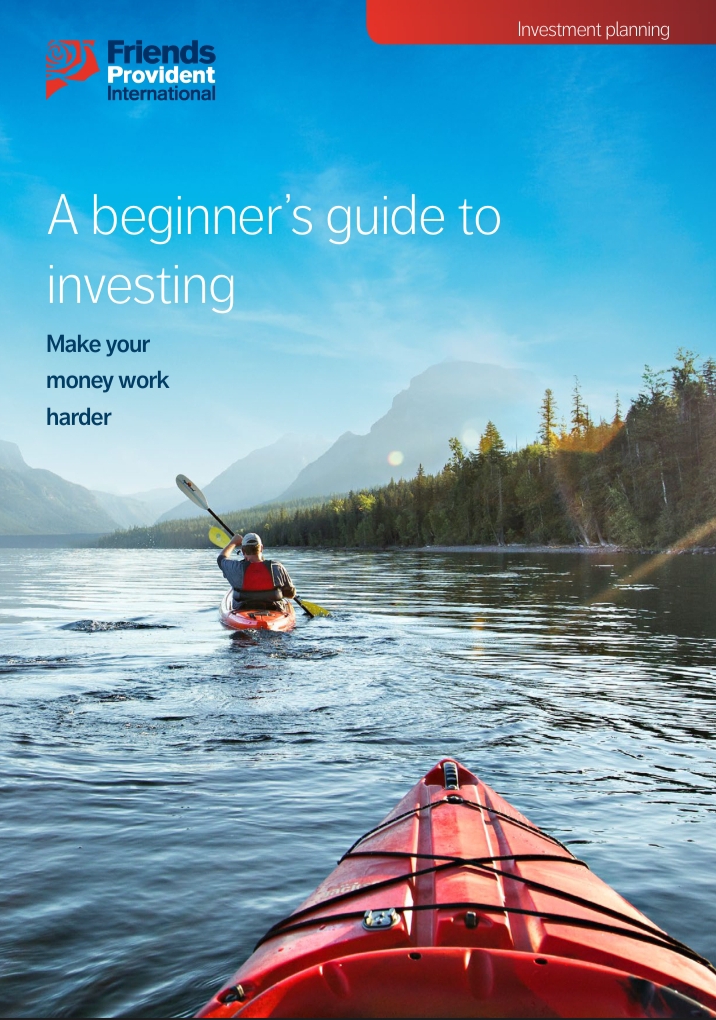 Investment planning
Friends
Provident
International
A beginner’s guide to
investing
Make your
money work
harder